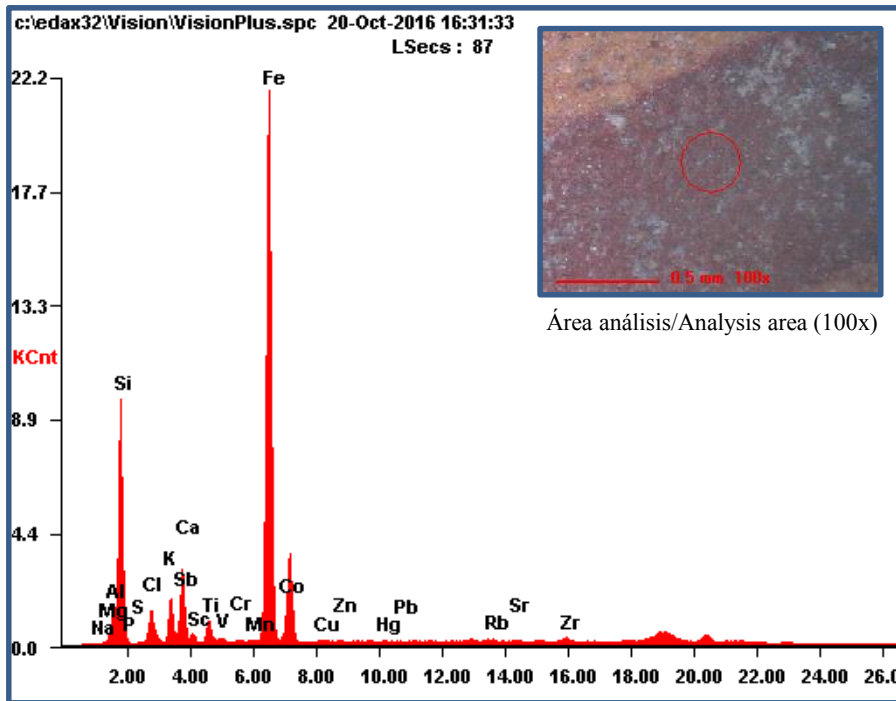 c:\edax32\Vision\VisionPlus.spc 20-Oct-2016 16:31:33
LSecs : 87
22.2
17.7
13.3
KCnt
8.9
4.4
0.0
Fe
Si
Ca
K
Sb
Cl
Al
S
Mg
P
Na
Sc
Ti
V
Cr
Mn
Co
Cu
Zn
Hg
Pb
Rb
Sr
Zr
2.00 4.00 6.00 8.00 10.00 12.00 14.00 16.00 18.00 20.00 22.00 24.00 26.0
0.5 mm 100x
Área análisis/Analysis area (100x)